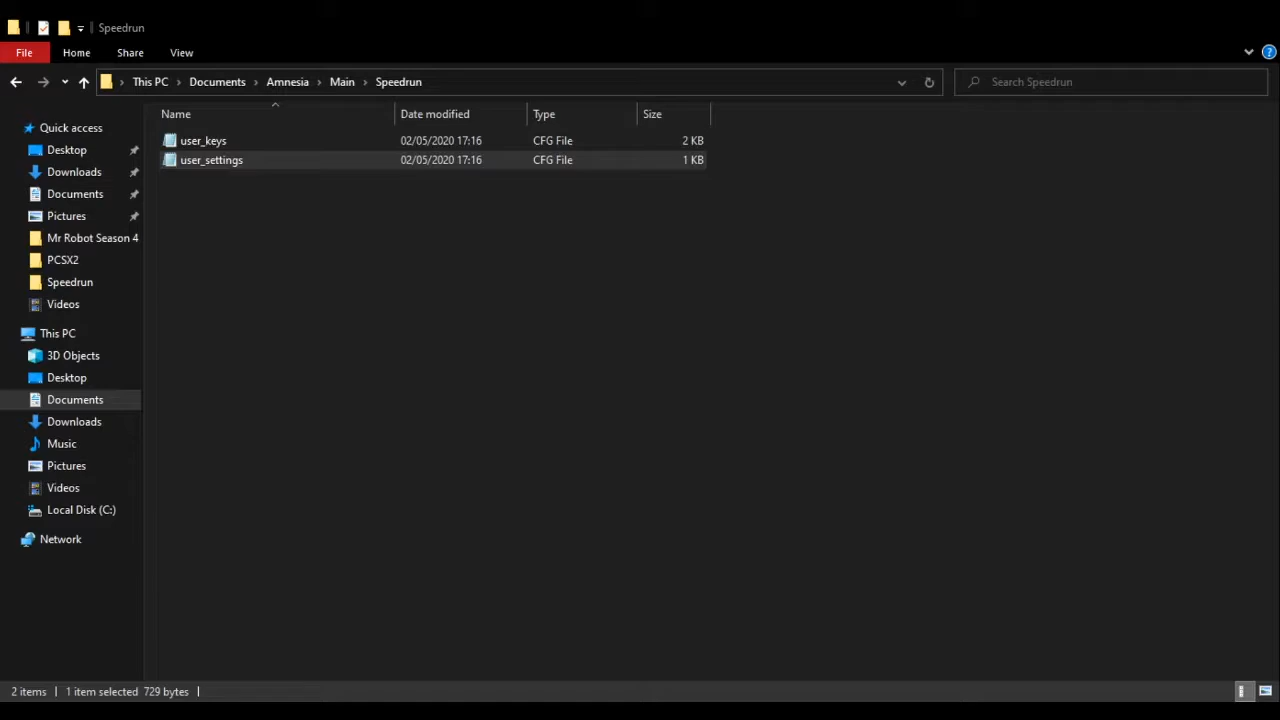 Speedrun
File Home Share View
This PC Documents Amnesia Main Speedrun Search Speedrun
Name Date modified Type Size
user_keys 02/05/2020 17:16 CFG File 2 KB
user_settings 02/05/2020 17:16 CFG File 1 KB
Quick access
Desktop
Downloads
Documents
Pictures
Mr Robot Season 4
PCSX2
Speedrun
Videos
This PC
3D Objects
Desktop
Documents
Downloads
Music
Pictures
Videos
Local Disk (C:)
Network
2 items 1 item selected 729 bytes